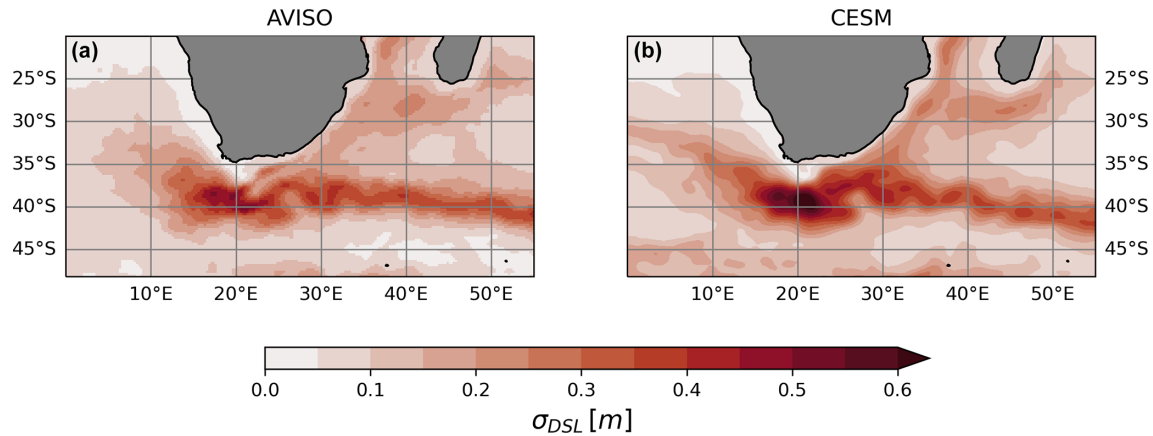 AVISO CESM
(a) (b)
25°S 25°S
30°S 30°S
35°S 35°S
40°S 40°S
45°S 45°S
10°E 20°E 30°E 40°E 50°E 10°E 20°E 30°E 40°E 50°E
0.0 0.1 0.2 0.3 0.4 0.5 0.6
σDSL [m]